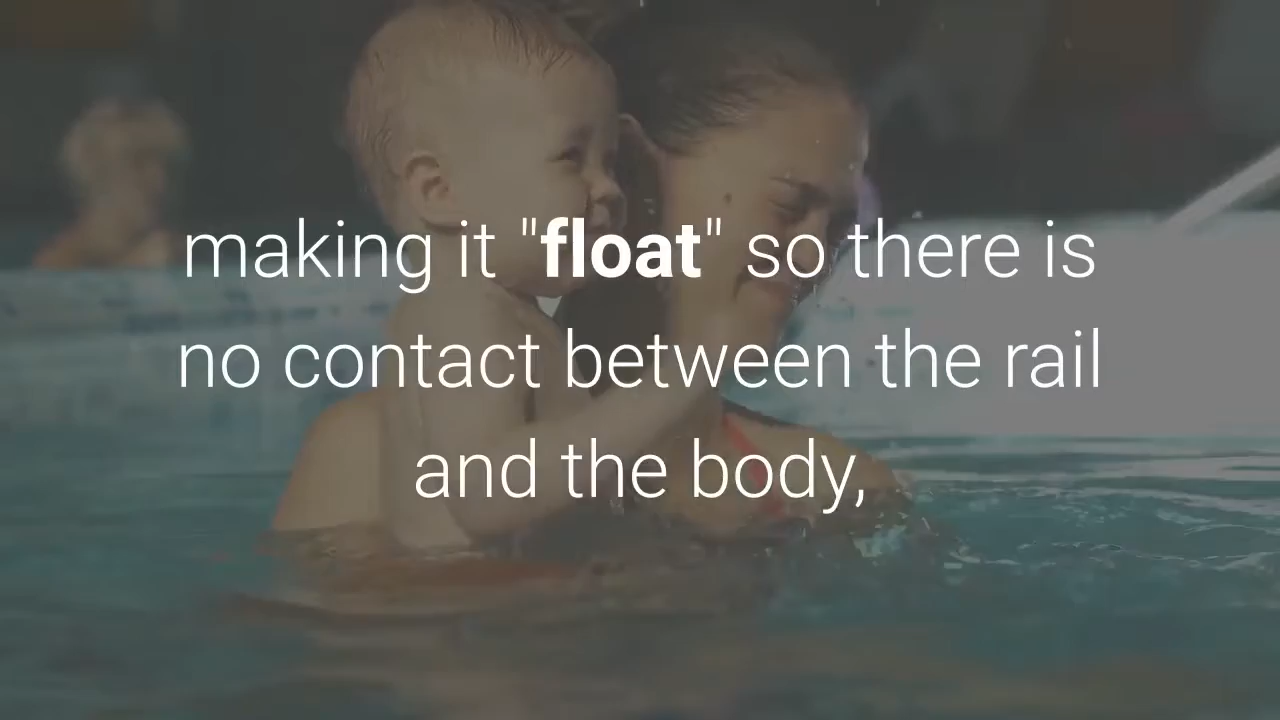 making it "float" so there is
no contact between the rail
and the body,